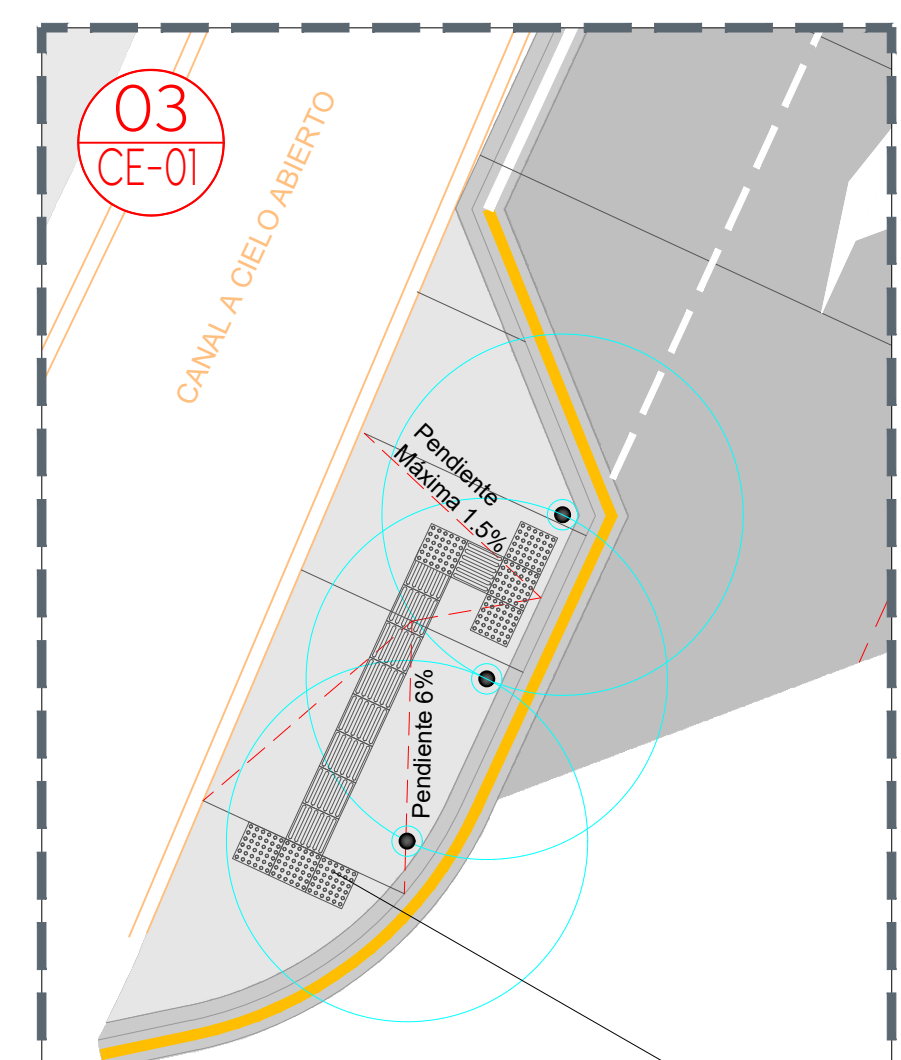 03
CE-01
CANAL A CIELO ABIERTO
Pendiente
Máxima 1.5%
Pendiente 6%